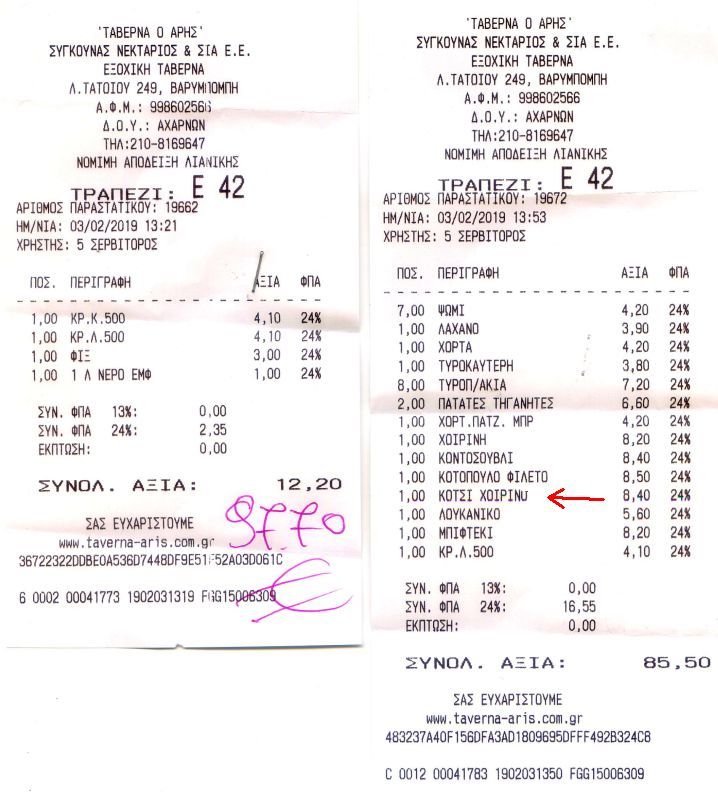 'ΤΑΒΕΡΝΑ Ο ΑΡΗΣ'
ΣΥΓΚΟΥΝΑΣ ΝΕΚΤΑΡΙΟΣ & ΣΙΑ Ε.Ε.
ΕΞΟΧΙΚΗ ΤΑΒΕΡΝΑ
Λ.ΤΑΤΟΙΟΥ 249, ΒΑΡΥΜΠΟΜΠΗ
Α.Φ.Μ.: 998602566
Δ.Ο.Υ.: ΑΧΑΡΝΩΝ
ΤΗΛ:210-8169647
ΝΟΜΙΜΗ ΑΠΟΔΕΙΞΗ ΛΙΑΝΙΚΗΣ
ΤΡΑΠΕΖΙ: Ε 42
ΑΡΙΘΜΟΣ ΠΑΡΑΣΤΑΤΙΚΟΥ: 19662
ΗΜ/ΝΙΑ: 03/02/2019 13:21
ΧΡΗΣΤΗΣ: 5 ΣΕΡΒΙΤΟΡΟΣ
ΠΟΣ. ΠΕΡΙΓΡΑΦΗ ΑΞΙΑ ΦΠΑ
1,00 ΚΡ.Κ.500 4,10 24%
1,00 ΚΡ.Λ.500 4,10 24%
1,00 ΦΙΞ 3,00 24%
1,00 1 Λ ΝΕΡΟ ΕΜΦ 1,00 24%
ΣΥΝ. ΦΠΑ 13%: 0,00
ΣΥΝ. ΦΠΑ 24%: 2,35
ΕΚΠΤΩΣΗ: 0,00
ΣΥΝΟΛ. ΑΞΙΑ: 12,20
97.70
ΣΑΣ ΕΥΧΑΡΙΣΤΟΥΜΕ
www.taverna-aris.com.gr
36722322DDBE0A536D7448DF9E51F52A03D061C
6 0002 00041773 1902031319 FGG15006309
€
'ΤΑΒΕΡΝΑ Ο ΑΡΗΣ'
ΣΥΓΚΟΥΝΑΣ ΝΕΚΤΑΡΙΟΣ & ΣΙΑ Ε.Ε.
ΕΞΟΧΙΚΗ ΤΑΒΕΡΝΑ
Λ.ΤΑΤΟΙΟΥ 249, ΒΑΡΥΜΠΟΜΠΗ
Α.Φ.Μ.: 998602566
Δ.Ο.Υ.: ΑΧΑΡΝΩΝ
ΤΗΛ:210-8169647
ΝΟΜΙΜΗ ΑΠΟΔΕΙΞΗ ΛΙΑΝΙΚΗΣ
ΤΡΑΠΕΖΙ: Ε 42
ΑΡΙΘΜΟΣ ΠΑΡΑΣΤΑΤΙΚΟΥ: 19672
ΗΜ/ΝΙΑ: 03/02/2019 13:53
ΧΡΗΣΤΗΣ: 5 ΣΕΡΒΙΤΟΡΟΣ
ΠΟΣ. ΠΕΡΙΓΡΑΦΗ ΑΞΙΑ ΦΠΑ
7,00 ΨΩΜΙ 4,20 24%
1,00 ΛΑΧΑΝΟ 3,90 24%
1,00 ΧΟΡΤΑ 4,20 24%
1,00 ΤΥΡΟΚΑΥΤΕΡΗ 3,80 24%
8,00 ΤΥΡΟΠ/ΑΚΙΑ 7,20 24%
2,00 ΠΑΤΑΤΕΣ ΤΗΓΑΝΗΤΕΣ 6,60 24%
1,00 ΧΟΡΤ.ΠΑΤΖ. ΜΠΡ 4,20 24%
1,00 ΧΟΙΡΙΝΗ 8,20 24%
1,00 ΚΟΝΤΟΣΟΥΒΛΙ 8,40 24%
1,00 ΚΟΤΟΠΟΥΛΟ ΦΙΛΕΤΟ 8,50 24%
1,00 ΚΟΤΣΙ ΧΟΙΡΙΝΟ 8,40 24%
1,00 ΛΟΥΚΑΝΙΚΟ 5,60 24%
1,00 ΜΠΙΦΤΕΚΙ 8,20 24%
1,00 ΚΡ.Λ.500 4,10 24%
ΣΥΝ. ΦΠΑ 13%: 0,00
ΣΥΝ. ΦΠΑ 24%: 16,55
ΕΚΠΤΩΣΗ: 0,00
ΣΥΝΟΛ. ΑΞΙΑ: 85,50
ΣΑΣ ΕΥΧΑΡΙΣΤΟΥΜΕ
www.taverna-aris.com.gr
483237A40F156DFA3AD1809695DFFF492B324C8
C 0012 00041783 1902031350 FGG15006309